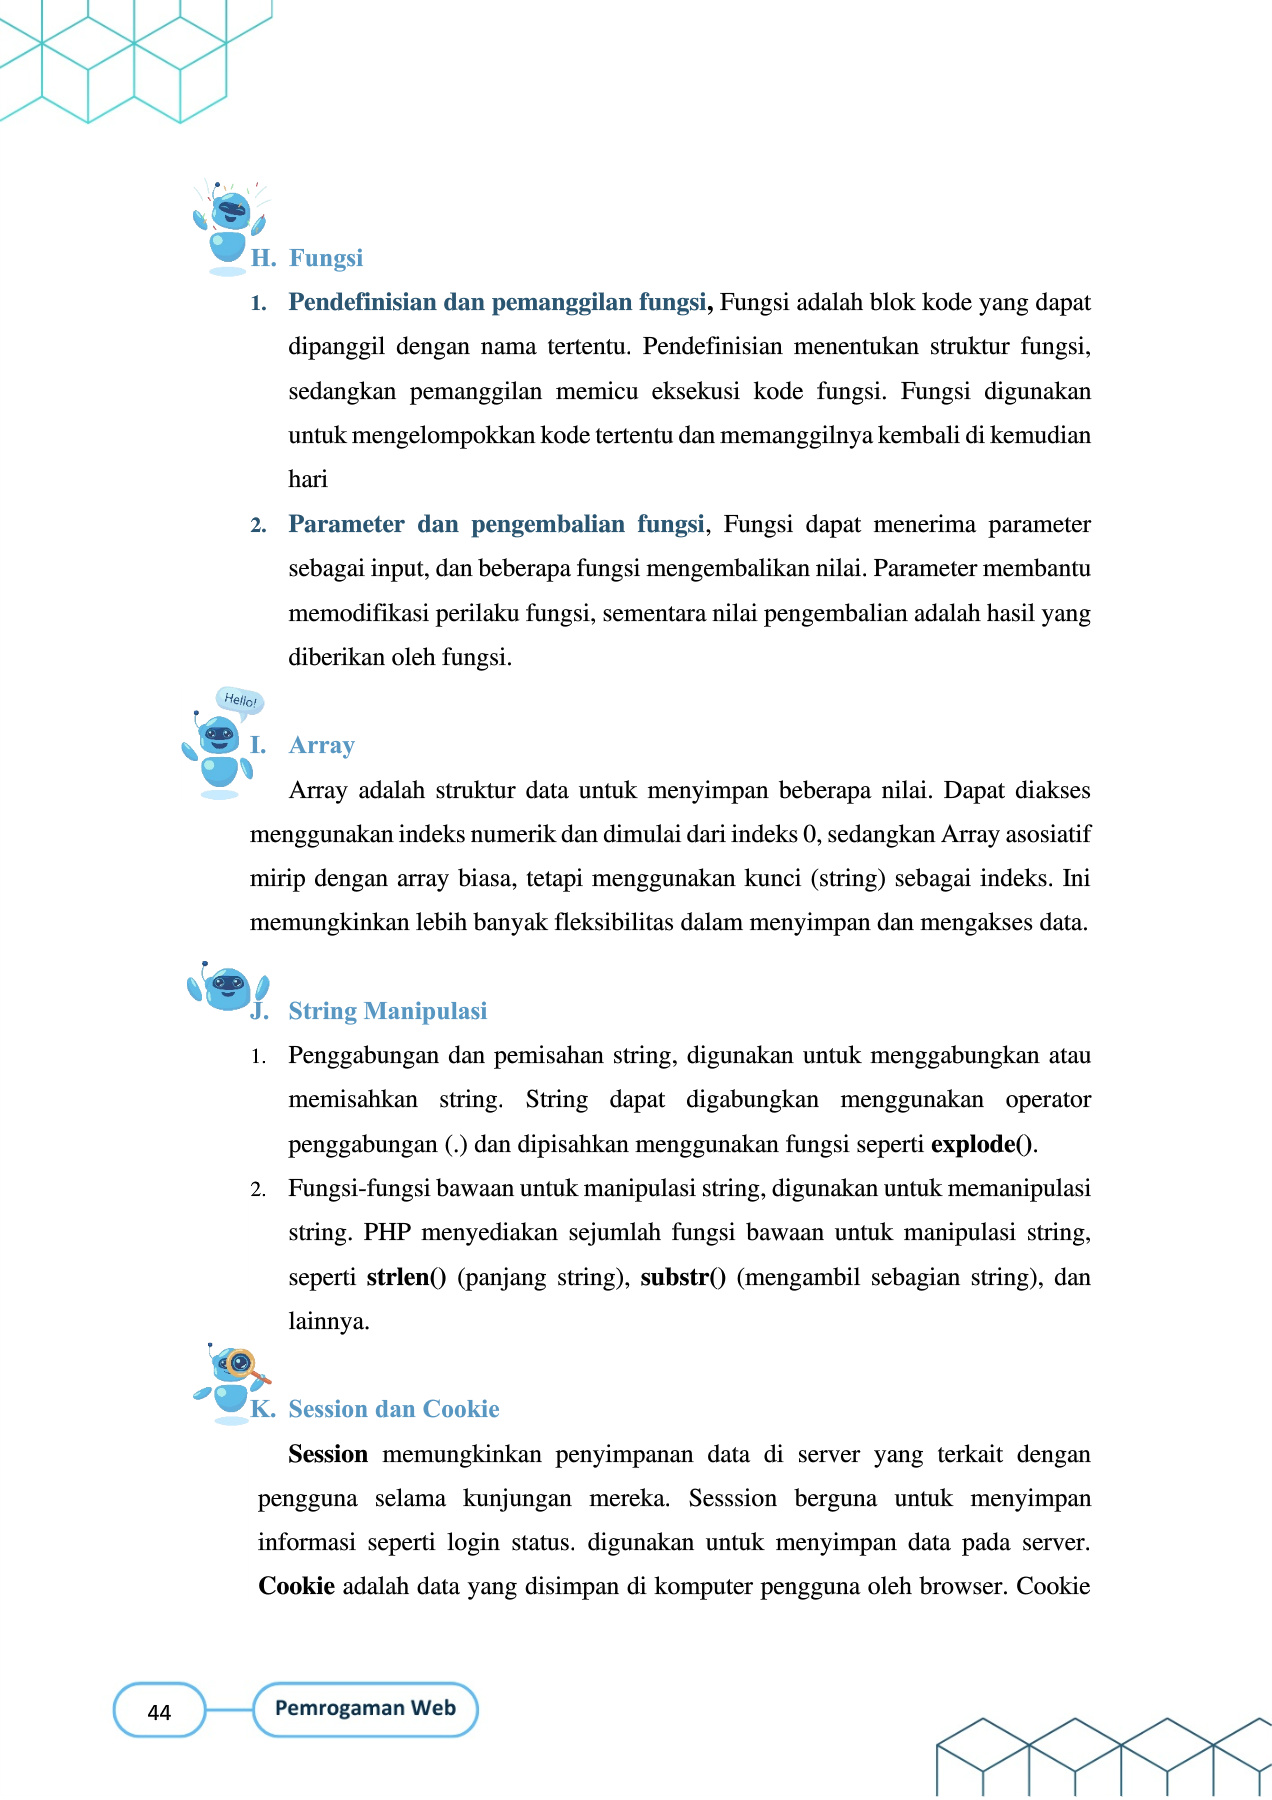 H. Fungsi
1. Pendefinisian dan pemanggilan fungsi, Fungsi adalah blok kode yang dapat
dipanggil dengan nama tertentu. Pendefinisian menentukan struktur fungsi,
sedangkan pemanggilan memicu eksekusi kode fungsi. Fungsi digunakan
untuk mengelompokkan kode tertentu dan memanggilnya kembali di kemudian
hari
2. Parameter dan pengembalian fungsi, Fungsi dapat menerima parameter
sebagai input, dan beberapa fungsi mengembalikan nilai. Parameter membantu
memodifikasi perilaku fungsi, sementara nilai pengembalian adalah hasil yang
diberikan oleh fungsi.
Hello!
I. Array
Array adalah struktur data untuk menyimpan beberapa nilai. Dapat diakses
menggunakan indeks numerik dan dimulai dari indeks 0, sedangkan Array asosiatif
mirip dengan array biasa, tetapi menggunakan kunci (string) sebagai indeks. Ini
memungkinkan lebih banyak fleksibilitas dalam menyimpan dan mengakses data.
J. String Manipulasi
1. Penggabungan dan pemisahan string, digunakan untuk menggabungkan atau
memisahkan string. String dapat digabungkan menggunakan operator
penggabungan (.) dan dipisahkan menggunakan fungsi seperti explode().
2. Fungsi-fungsi bawaan untuk manipulasi string, digunakan untuk memanipulasi
string. PHP menyediakan sejumlah fungsi bawaan untuk manipulasi string,
seperti strlen() (panjang string), substr() (mengambil sebagian string), dan
lainnya.
K. Session dan Cookie
Session memungkinkan penyimpanan data di server yang terkait dengan
pengguna selama kunjungan mereka. Sesssion berguna untuk menyimpan
informasi seperti login status. digunakan untuk menyimpan data pada server.
Cookie adalah data yang disimpan di komputer pengguna oleh browser. Cookie
44
Pemrogaman Web